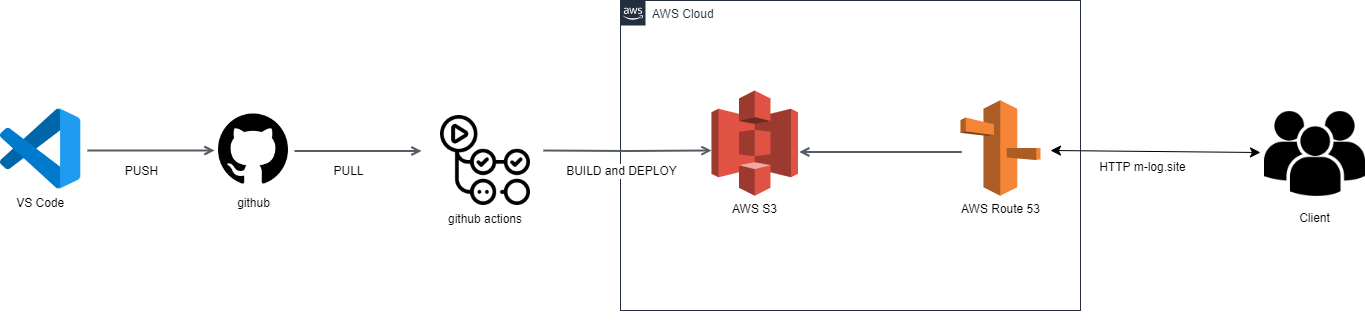 aws
AWS Cloud
PUSH
PULL
BUILD and DEPLOY
HTTP m-log.site
VS Code
github
github actions
AWS S3
AWS Route 53
Client